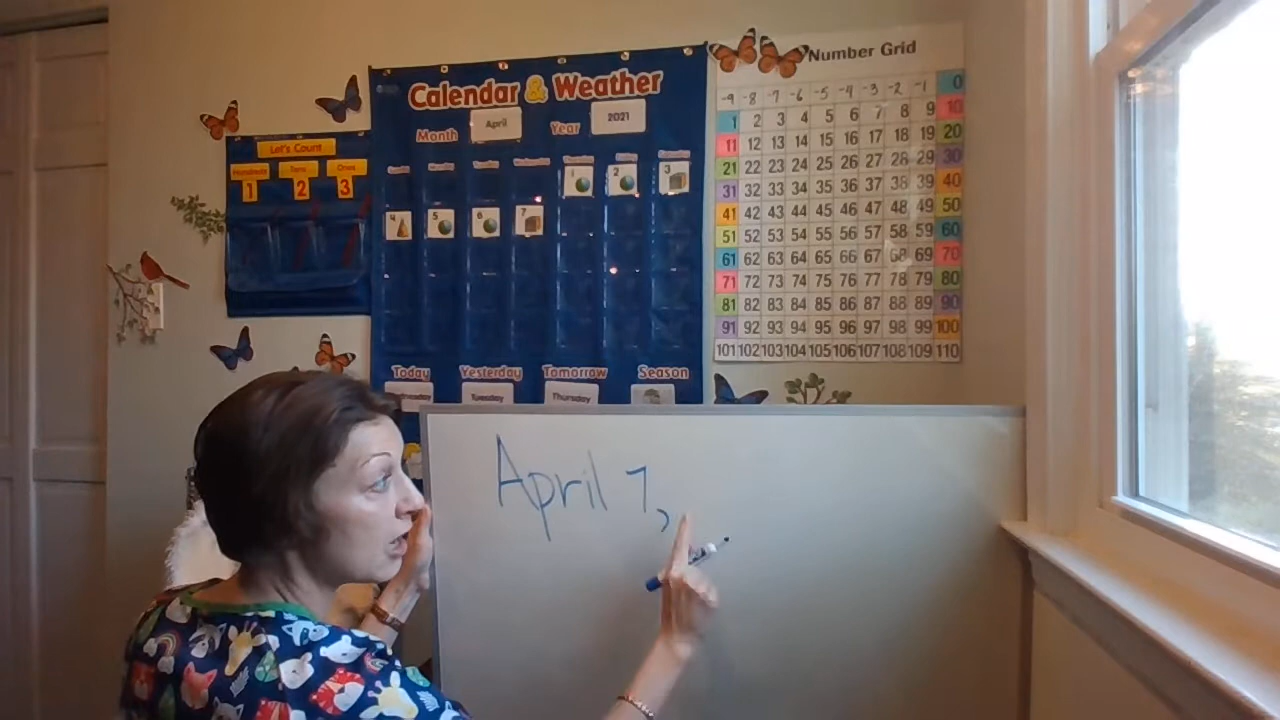 Calendar & Weather
Month April Year 2021
1 2 3
4 5 6 7
Today Yesterday Tomorrow Season
Tuesday Thursday
Let's Count
Hundreds Tens Ones
1 2 3
Number Grid
-9 -8 -7 -6 -5 -4 -3 -2 -1 0
1 2 3 4 5 6 7 8 9 10
11 12 13 14 15 16 17 18 19 20
21 22 23 24 25 26 27 28 29 30
31 32 33 34 35 36 37 38 39 40
41 42 43 44 45 46 47 48 49 50
51 52 53 54 55 56 57 58 59 60
61 62 63 64 65 66 67 68 69 70
71 72 73 74 75 76 77 78 79 80
81 82 83 84 85 86 87 88 89 90
91 92 93 94 95 96 97 98 99 100
101 102 103 104 105 106 107 108 109 110
April 7,